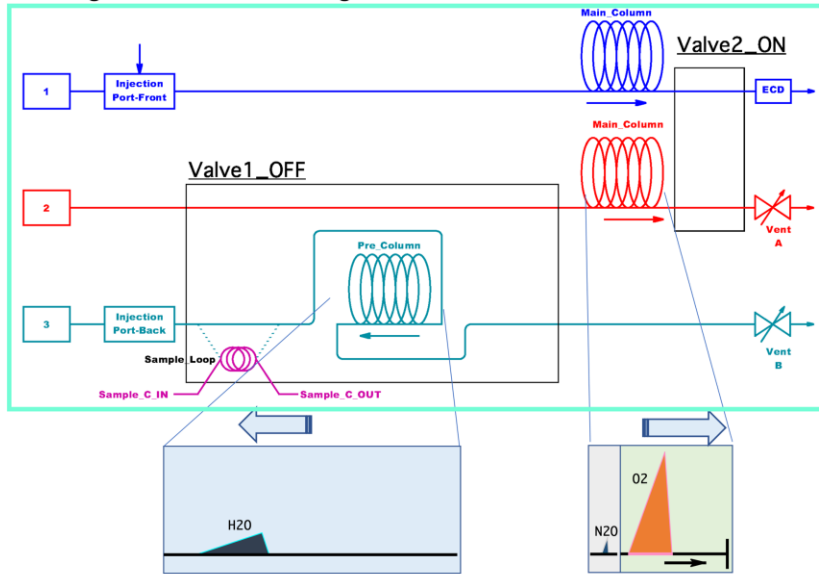 Main_Column
Valve2_ON
1
Injection
Port-Front
ECD
Main_Column
Valve1_OFF
2
Vent
A
Pre_Column
3
Injection
Port-Back
Sample_Loop
Vent
B
Sample_C_IN
Sample_C_OUT
H2O
O2
N2O